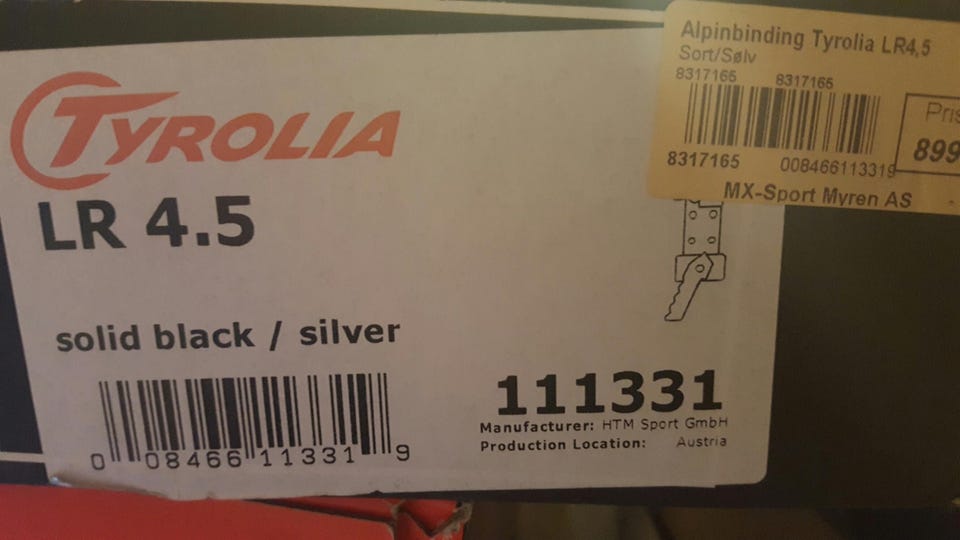 TYROLIA
LR 4.5
solid black / silver
0 08466 11331 9
111331
Manufacturer: HTM Sport GmbH
Production Location: Austria
Alpinbinding Tyrolia LR4,5
Sort/Sølv
8317165 8317165
8317165 008466113319
Pris
899
MX-Sport Myren AS